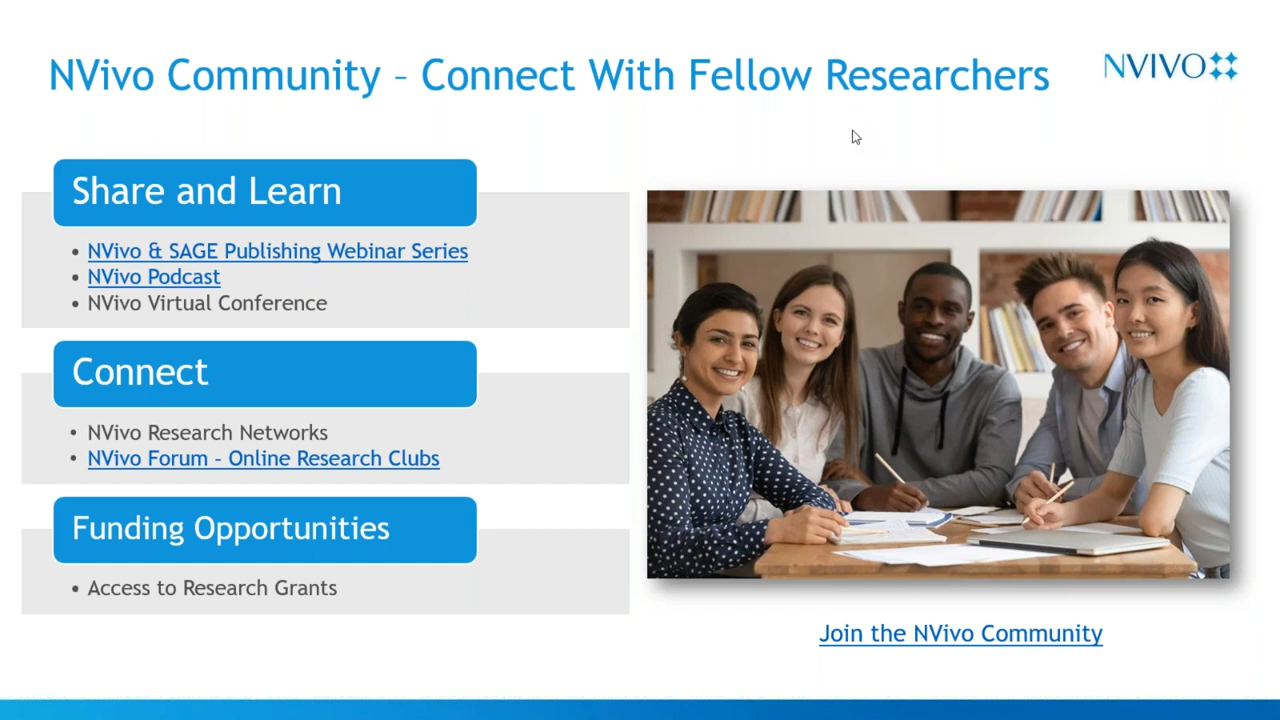 NVivo Community – Connect With Fellow Researchers
NVIVO
Share and Learn
• NVivo & SAGE Publishing Webinar Series
• NVivo Podcast
• NVivo Virtual Conference
Connect
• NVivo Research Networks
• NVivo Forum – Online Research Clubs
Funding Opportunities
• Access to Research Grants
Join the NVivo Community